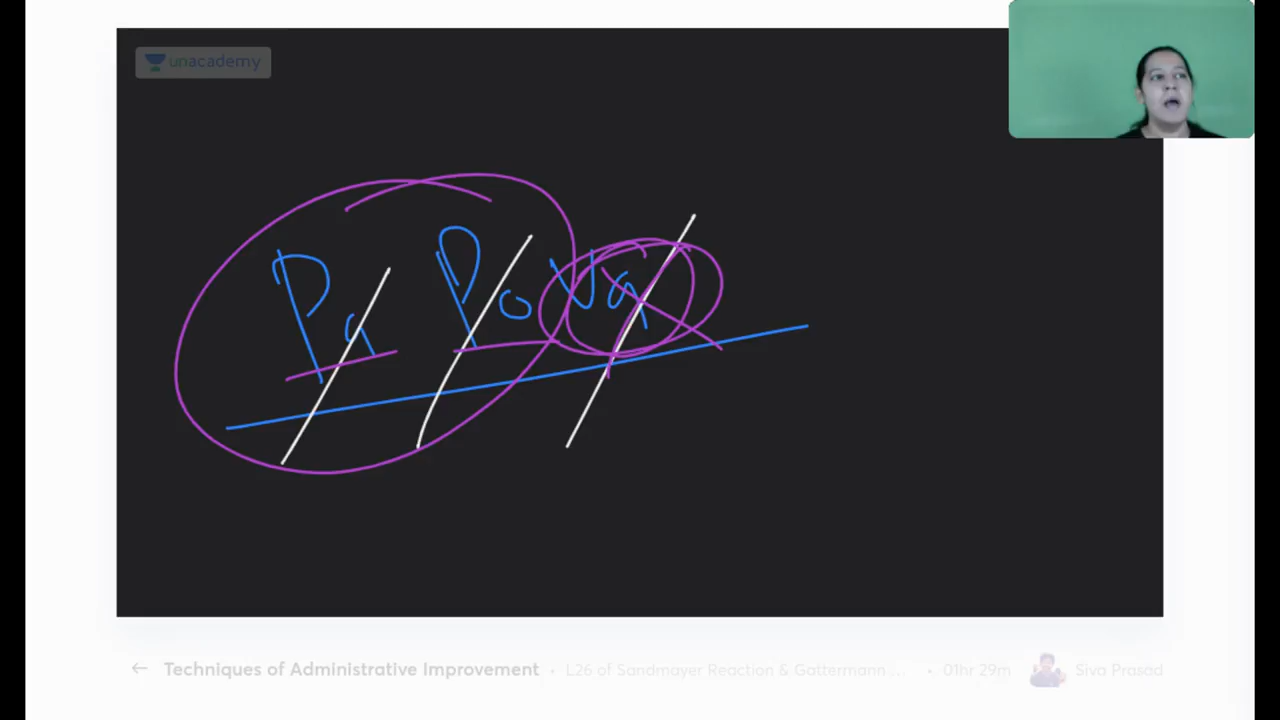 unacademy
Pa Po Va
← Techniques of Administrative Improvement • L26 of Sandmayer Reaction & Gattermann ... • 01hr 29m Siva Prasad